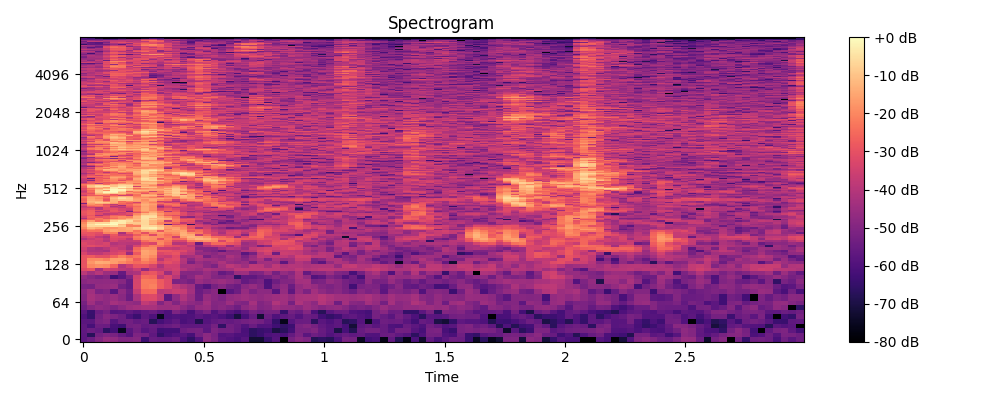 Spectrogram
Hz
4096
2048
1024
512
256
128
64
0
0
0.5
1
1.5
2
2.5
Time
+0 dB
-10 dB
-20 dB
-30 dB
-40 dB
-50 dB
-60 dB
-70 dB
-80 dB